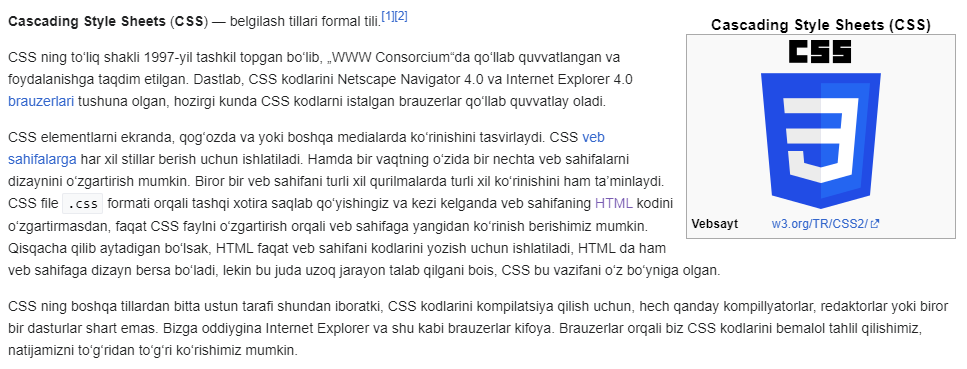 Cascading Style Sheets (CSS) — belgilash tillari formal tili.[1][2]
CSS ning toʻliq shakli 1997-yil tashkil topgan boʻlib, „WWW Consorcium“da qoʻllab quvvatlangan va
foydalanishga taqdim etilgan. Dastlab, CSS kodlarini Netscape Navigator 4.0 va Internet Explorer 4.0
brauzerlari tushuna olgan, hozirgi kunda CSS kodlarni istalgan brauzerlar qoʻllab quvvatlay oladi.
CSS elementlarni ekranda, qogʻozda va yoki boshqa medialarda koʻrinishini tasvirlaydi. CSS veb
sahifalarga har xil stillar berish uchun ishlatiladi. Hamda bir vaqtning oʻzida bir nechta veb sahifalarni
dizaynini oʻzgartirish mumkin. Biror bir veb sahifani turli xil qurilmalarda turli xil koʻrinishini ham taʼminlaydi.
CSS file .css formati orqali tashqi xotira saqlab qoʻyishingiz va kezi kelganda veb sahifaning HTML kodini
oʻzgartirmasdan, faqat CSS faylni oʻzgartirish orqali veb sahifaga yangidan koʻrinish berishimiz mumkin.
Qisqacha qilib aytadigan boʻlsak, HTML faqat veb sahifani kodlarini yozish uchun ishlatiladi, HTML da ham
veb sahifaga dizayn bersa boʻladi, lekin bu juda uzoq jarayon talab qilgani bois, CSS bu vazifani oʻz boʻyniga olgan.
CSS ning boshqa tillardan bitta ustun tarafi shundan iboratki, CSS kodlarini kompilatsiya qilish uchun, hech qanday kompillyatorlar, redaktorlar yoki biror
bir dasturlar shart emas. Bizga oddiygina Internet Explorer va shu kabi brauzerlar kifoya. Brauzerlar orqali biz CSS kodlarini bemalol tahlil qilishimiz,
natijamizni toʻgʻridan toʻgʻri koʻrishimiz mumkin.
Cascading Style Sheets (CSS)
CSS
3
Vebsayt w3.org/TR/CSS2/